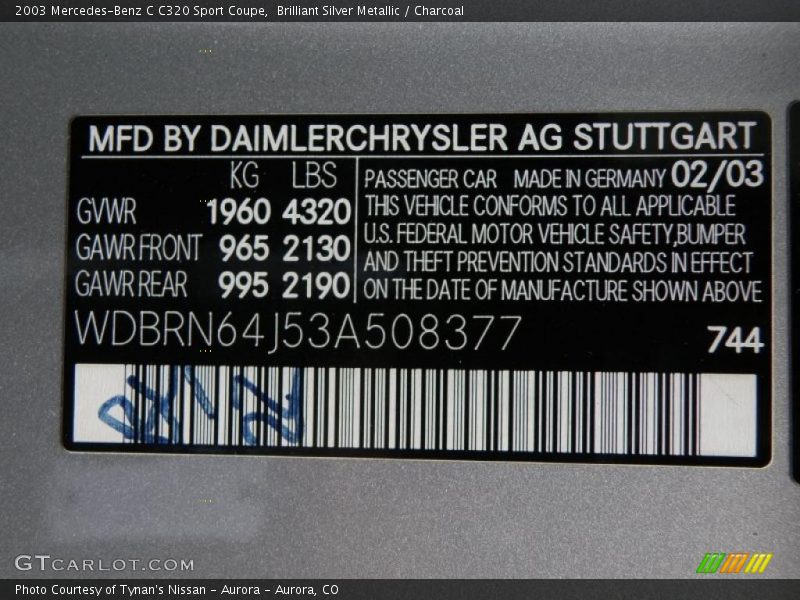 2003 Mercedes-Benz C C320 Sport Coupe,  Brilliant Silver Metallic / Charcoal
MFD BY DAIMLERCHRYSLER AG STUTTGART
KG LBS
GVWR 1960 4320
GAWR FRONT 965 2130
GAWR REAR 995 2190
PASSENGER CAR MADE IN GERMANY 02/03
THIS VEHICLE CONFORMS TO ALL APPLICABLE
U.S. FEDERAL MOTOR VEHICLE SAFETY,BUMPER
AND THEFT PREVENTION STANDARDS IN EFFECT
ON THE DATE OF MANUFACTURE SHOWN ABOVE
WDBRN64J53A508377
744
GTCARLOT.COM
Photo Courtesy of Tynan's Nissan - Aurora - Aurora, CO